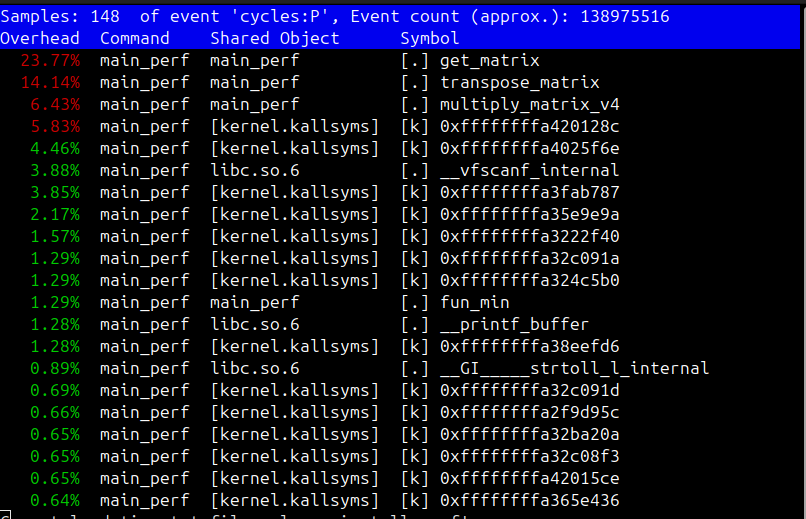 Samples: 148  of event 'cycles:P', Event count (approx.): 138975516
Overhead  Command    Shared Object      Symbol
23.77%  main_perf  main_perf          [.] get_matrix
14.14%  main_perf  main_perf          [.] transpose_matrix
6.43%  main_perf  main_perf          [.] multiply_matrix_v4
5.83%  main_perf  [kernel.kallsyms]  [k] 0xffffffffa420128c
4.46%  main_perf  [kernel.kallsyms]  [k] 0xffffffffa4025f6e
3.88%  main_perf  libc.so.6          [.] __vfscanf_internal
3.85%  main_perf  [kernel.kallsyms]  [k] 0xffffffffa3fab787
2.17%  main_perf  [kernel.kallsyms]  [k] 0xffffffffa35e9e9a
1.57%  main_perf  [kernel.kallsyms]  [k] 0xffffffffa3222f40
1.29%  main_perf  [kernel.kallsyms]  [k] 0xffffffffa32c091a
1.29%  main_perf  [kernel.kallsyms]  [k] 0xffffffffa324c5b0
1.29%  main_perf  main_perf          [.] fun_min
1.28%  main_perf  libc.so.6          [.] __printf_buffer
1.28%  main_perf  [kernel.kallsyms]  [k] 0xffffffffa38eefd6
0.89%  main_perf  libc.so.6          [.] __GI_____strtoll_l_internal
0.69%  main_perf  [kernel.kallsyms]  [k] 0xffffffffa32c091d
0.66%  main_perf  [kernel.kallsyms]  [k] 0xffffffffa2f9d95c
0.65%  main_perf  [kernel.kallsyms]  [k] 0xffffffffa32ba20a
0.65%  main_perf  [kernel.kallsyms]  [k] 0xffffffffa32c08f3
0.65%  main_perf  [kernel.kallsyms]  [k] 0xffffffffa42015ce
0.64%  main_perf  [kernel.kallsyms]  [k] 0xffffffffa365e436